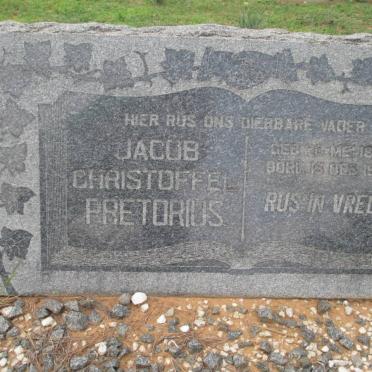 HIER RUS ONS DIERBARE VADER
JACOB
CHRISTOFFEL
PRETORIUS
RUS IN VRED